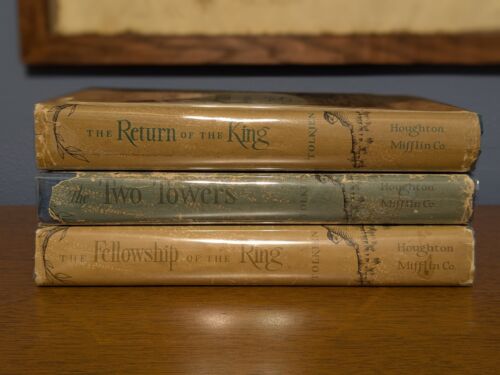 THE Return OF THE King TOLKIEN Houghton
Mifflin Co.
the Two Towers TOLKIEN Houghton
Mifflin Co.
THE Fellowship OF THE Ring TOLKIEN Houghton
Mifflin Co.